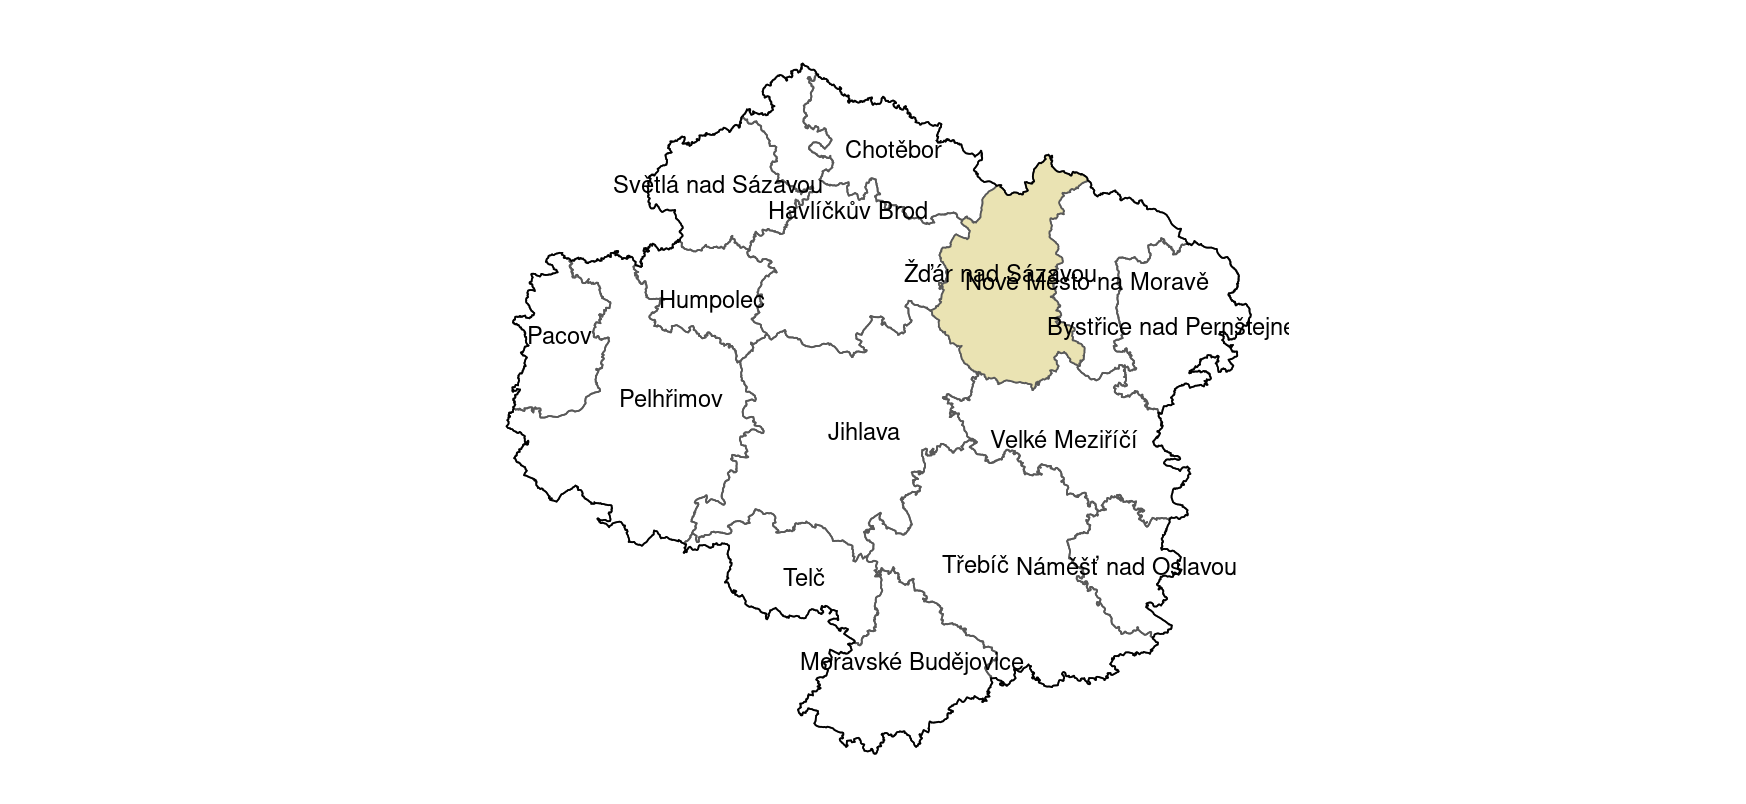 Chotěboř
Světlá nad Sázavou
Havlíčkův Brod
Žďár nad Sázavou
Nové Město na Moravě
Humpolec
Bystřice nad Pernštejne
Pacov
Pelhřimov
Jihlava
Velké Meziříčí
Třebíč
Náměšť nad Oslavou
Telč
Moravské Budějovice